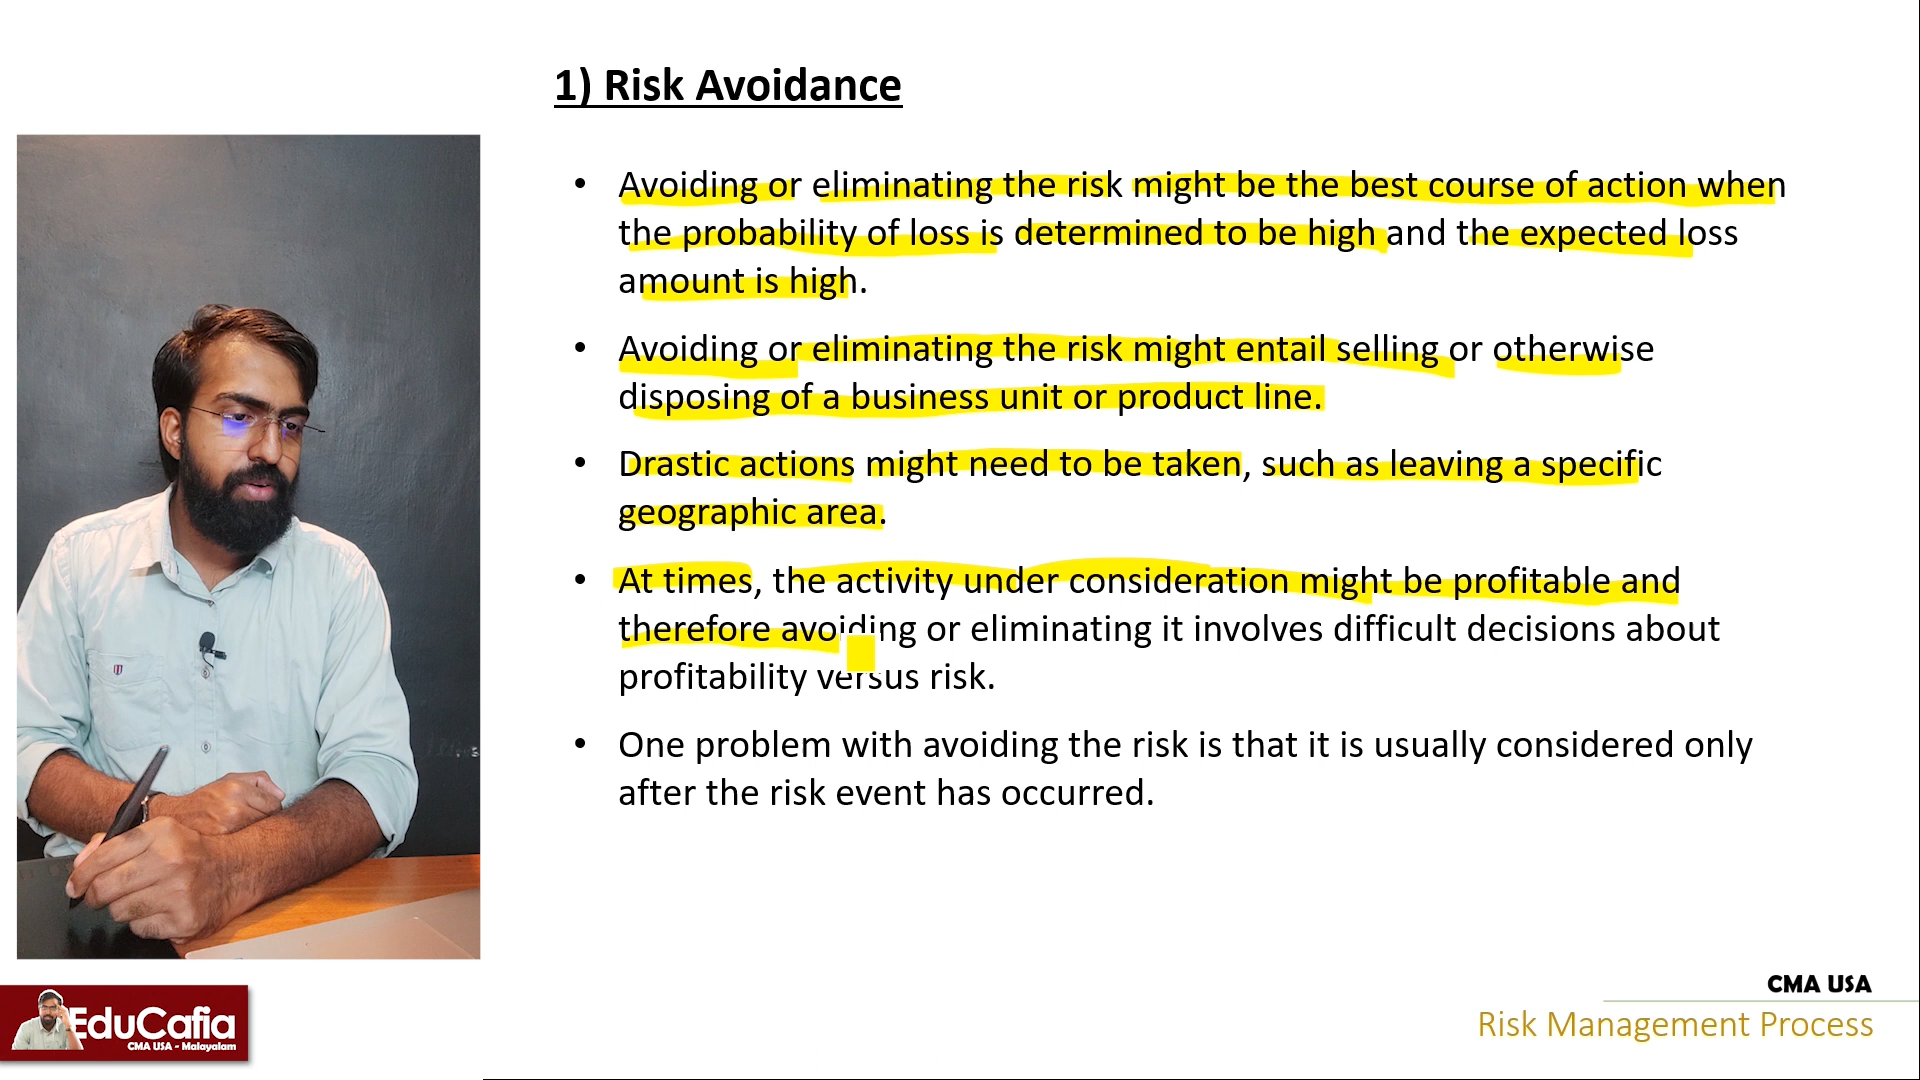 1) Risk Avoidance
• Avoiding or eliminating the risk might be the best course of action when
the probability of loss is determined to be high and the expected loss
amount is high.
• Avoiding or eliminating the risk might entail selling or otherwise
disposing of a business unit or product line.
• Drastic actions might need to be taken, such as leaving a specific
geographic area.
• At times, the activity under consideration might be profitable and
therefore avoiding or eliminating it involves difficult decisions about
profitability versus risk.
• One problem with avoiding the risk is that it is usually considered only
after the risk event has occurred.
EduCafia
CMA USA - Malayalam
CMA USA
Risk Management Process